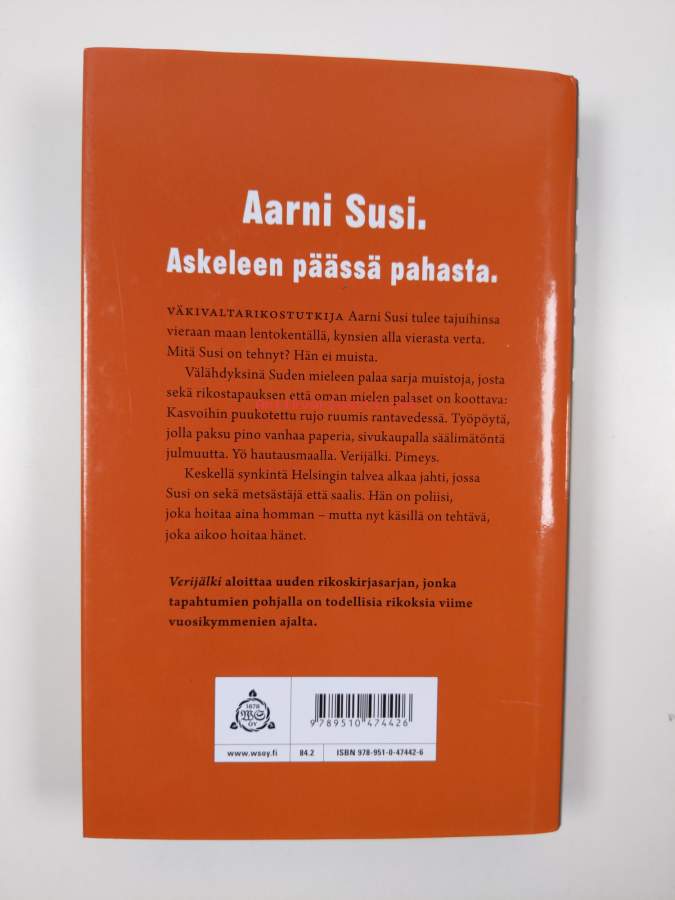 Aarni Susi.
Askeleen päässä pahasta.
VÄKIVALTARIKOSTUTKIJA Aarni Susi tulee tajuihinsa
vieraan maan lentokentällä, kynsien alla vierasta verta.
Mitä Susi on tehnyt? Hän ei muista.
Välähdyksinä Suden mieleen palaa sarja muistoja, josta
sekä rikostapauksen että oman mielen palaset on koottava:
Kasvoihin puukotettu rujo ruumis rantavedessä. Työpöytä,
jolla paksu pino vanhaa paperia, sivukaupalla säälimätöntä
julmuutta. Yö hautausmaalla. Verijälki. Pimeys.
Keskellä synkintä Helsingin talvea alkaa jahti, jossa
Susi on sekä metsästäjä että saalis. Hän on poliisi,
joka hoitaa aina homman – mutta nyt käsillä on tehtävä,
joka aikoo hoitaa hänet.
Verijälki aloittaa uuden rikoskirjasarjan, jonka
tapahtumien pohjalla on todellisia rikoksia viime
vuosikymmenien ajalta.
1878
WS
OY
9 789510 474426
www.wsoy.fi
84.2
ISBN 978-951-0-47442-6